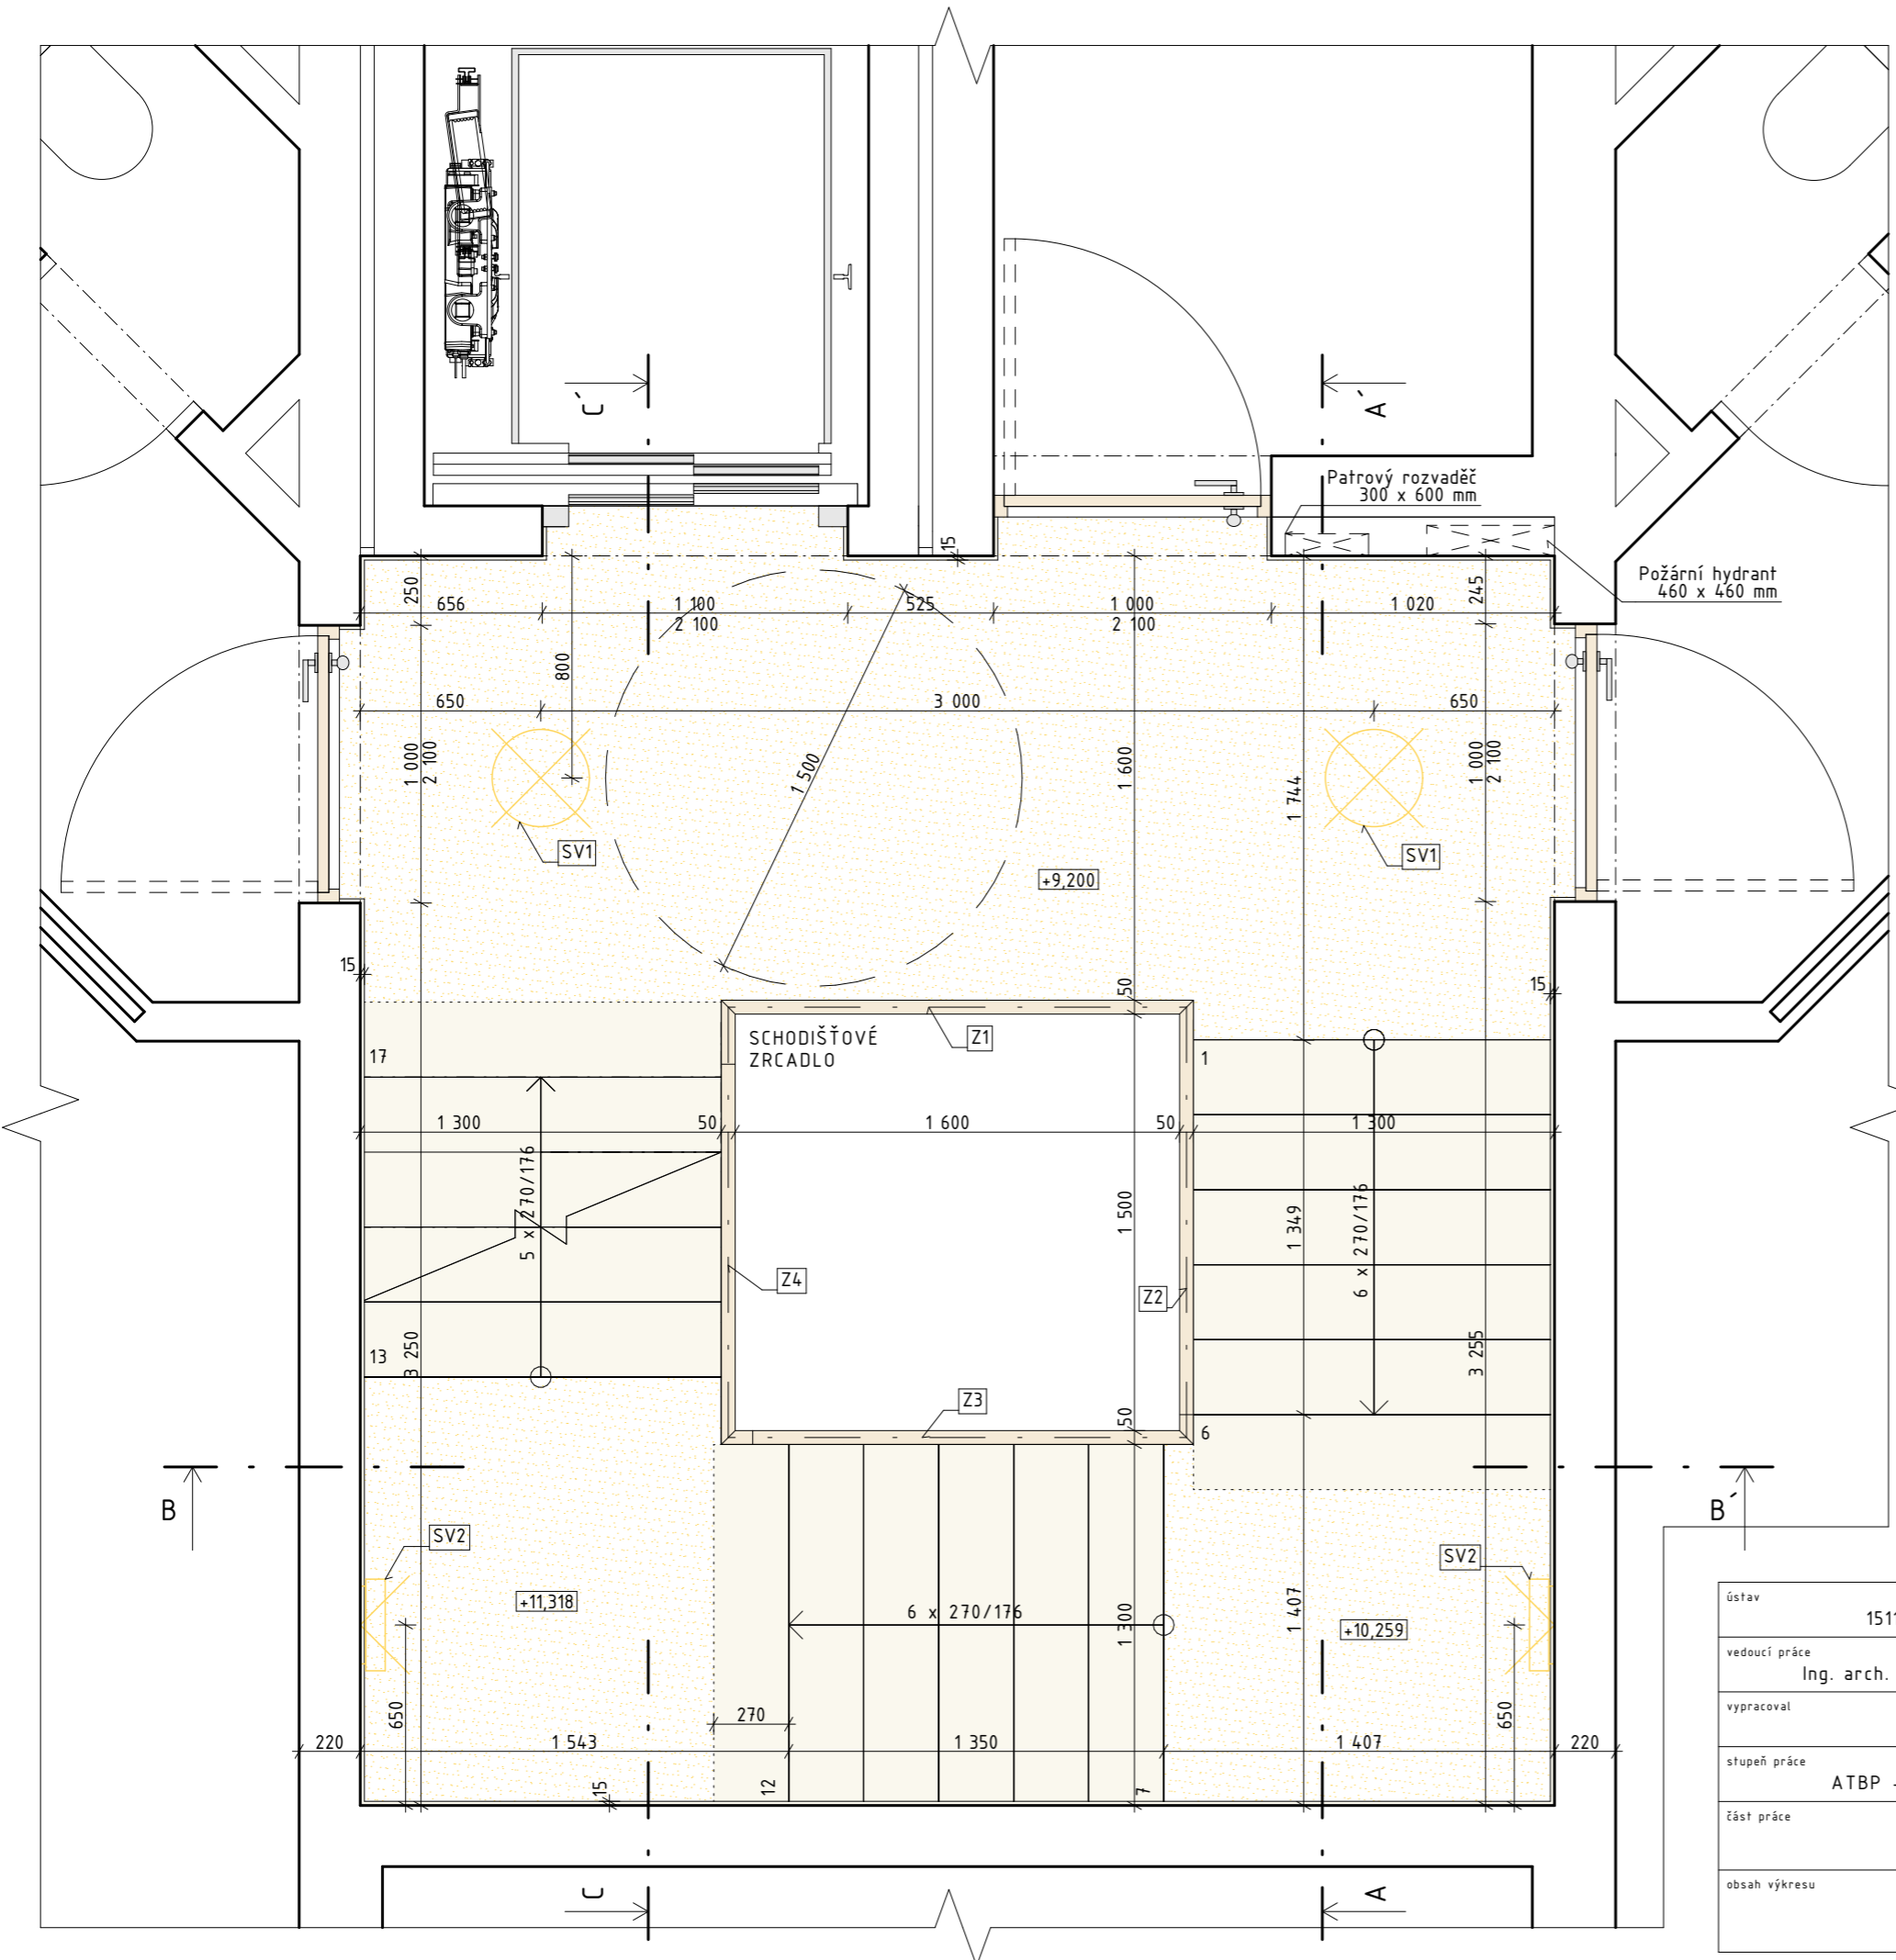 C´
A´
Patrový rozvaděč
300 x 600 mm
Požární hydrant
460 x 460 mm
15
250
245
656
1 100
2 100
525
1 000
2 100
1 020
800
650
3 000
650
1 000
2 100
1 500
1 600
1 744
1 000
2 100
SV1
SV1
+9,200
15
15
50
SCHODIŠŤOVÉ
ZRCADLO
Z1
17
1
1 300
50
1 600
50
1 300
5 x 270/176
1 500
1 349
6 x 270/176
Z4
Z2
13
3 250
3 255
Z3
50
6
B
B´
SV2
SV2
+11,318
6 x 270/176
1 300
1 407
+10,259
650
650
270
220
1 543
1 350
1 407
220
15
12
7
C
A
ústav
1511
vedoucí práce
Ing. arch.
vypracoval
stupeň práce
ATBP -
část práce
obsah výkresu